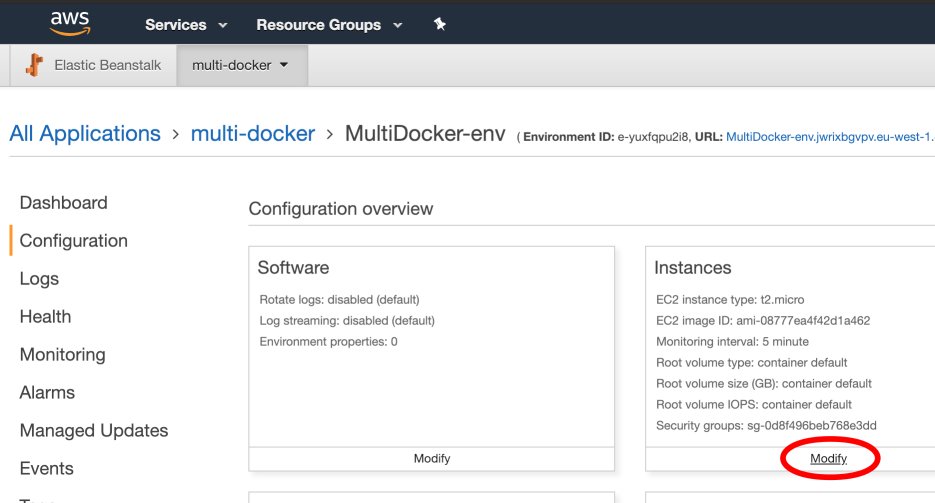 aws Services Resource Groups
Elastic Beanstalk multi-docker
All Applications > multi-docker > MultiDocker-env ( Environment ID: e-yuxfqpu2i8, URL: MultiDocker-env.jwrixbgvpv.eu-west-1.
Dashboard
Configuration
Logs
Health
Monitoring
Alarms
Managed Updates
Events
Configuration overview
Software
Rotate logs: disabled (default)
Log streaming: disabled (default)
Environment properties: 0
Modify
Instances
EC2 instance type: t2.micro
EC2 image ID: ami-08777ea4f42d1a462
Monitoring interval: 5 minute
Root volume type: container default
Root volume size (GB): container default
Root volume IOPS: container default
Security groups: sg-0d8f496beb768e3dd
Modify